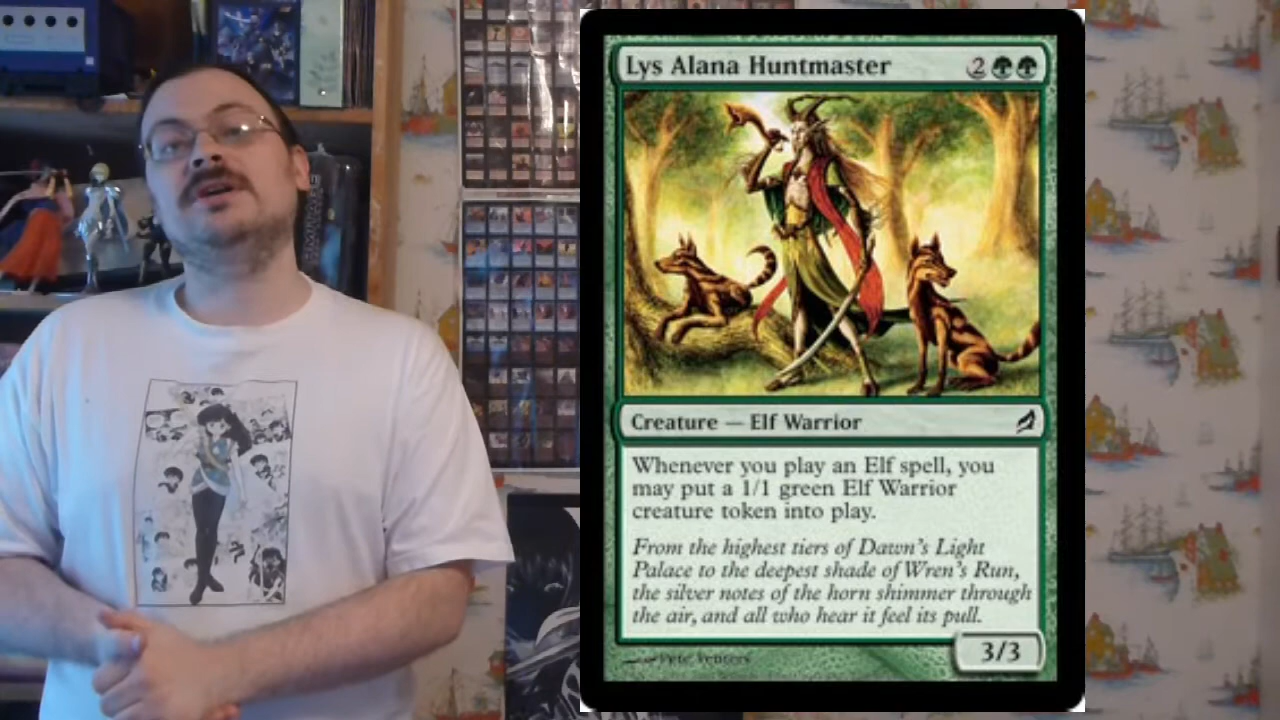 Lys Alana Huntmaster 2
Creature — Elf Warrior
Whenever you play an Elf spell, you
may put a 1/1 green Elf Warrior
creature token into play.
From the highest tiers of Dawn's Light
Palace to the deepest shade of Wren's Run,
the silver notes of the horn shimmer through
the air, and all who hear it feel its pull.
3/3
Pete Venters